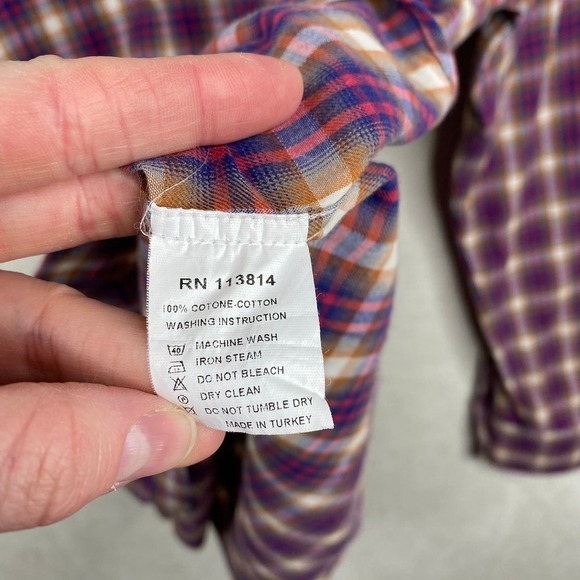 RN 113814
100% COTONE-COTTON
WASHING INSTRUCTION
40 MACHINE WASH
IRON STEAM
DO NOT BLEACH
DRY CLEAN
DO NOT TUMBLE DRY
MADE IN TURKEY